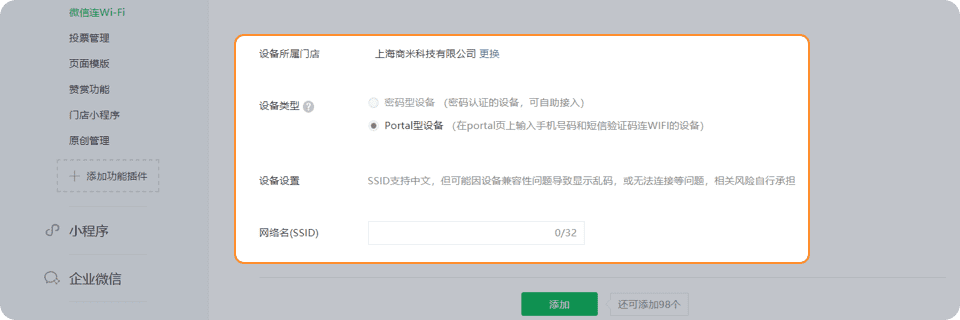 微信连Wi-Fi
投票管理
页面模版
赞赏功能
门店小程序
原创管理
添加功能插件
小程序
企业微信
设备所属门店 上海商米科技有限公司 更换
设备类型 ? 密码型设备 （密码认证的设备，可自助接入）
Portal型设备 （在portal页上输入手机号码和短信验证码连WIFI的设备）
设备设置 SSID支持中文，但可能因设备兼容性问题导致显示乱码，或无法连接等问题，相关风险自行承担
网络名(SSID) 0/32
添加 还可添加98个